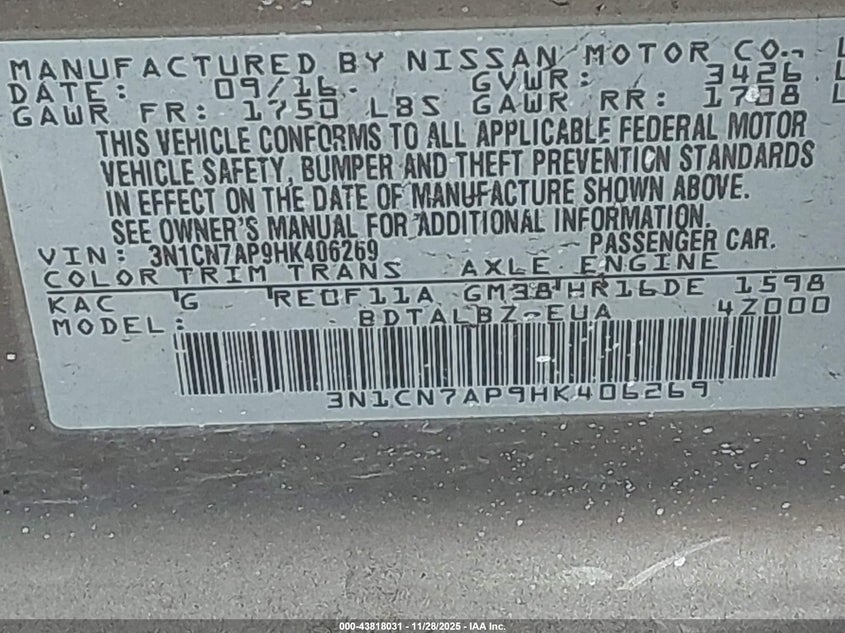 MANUFACTURED BY NISSAN MOTOR CO.,
DATE: 09/16 GVWR: 3426
GAWR FR: 1750 LBS GAWR RR: 1708
THIS VEHICLE CONFORMS TO ALL APPLICABLE FEDERAL MOTOR
VEHICLE SAFETY, BUMPER AND THEFT PREVENTION STANDARDS
IN EFFECT ON THE DATE OF MANUFACTURE SHOWN ABOVE.
SEE OWNER'S MANUAL FOR ADDITIONAL INFORMATION.
VIN: 3N1CN7AP9HK406269 PASSENGER CAR.
COLOR TRIM TRANS AXLE ENGINE
KAC G RE0F11A GM38 HR16DE 1598
MODEL: BDTALBZ-EUA 4Z000
3N1CN7AP9HK406269
000-43818031 - 11/28/2025 - IAA Inc.